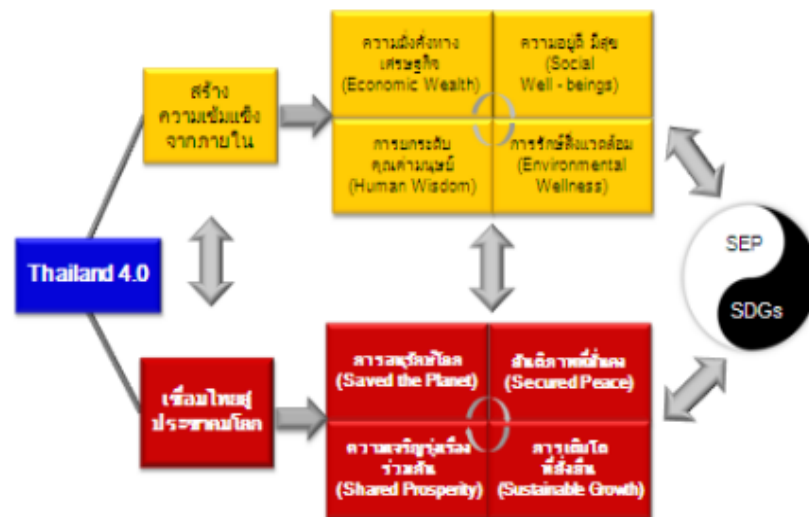 ความมั่งคั่งทาง
เศรษฐกิจ
(Economic Wealth)
ความอยู่ดี มีสุข
(Social
Well - beings)
สร้าง
ความเข้มแข็ง
จากภายใน
การยกระดับ
คุณค่ามนุษย์
(Human Wisdom)
การรักษ์สิ่งแวดล้อม
(Environmental
Wellness)
Thailand 4.0
SEP
SDGs
เชื่อมไทยสู่
ประชาคมโลก
การอนุรักษ์โลก
(Saved the Planet)
สันติภาพที่มั่นคง
(Secured Peace)
ความเจริญรุ่งเรือง
ร่วมกัน
(Shared Prosperity)
การเติบโต
ที่ยั่งยืน
(Sustainable Growth)